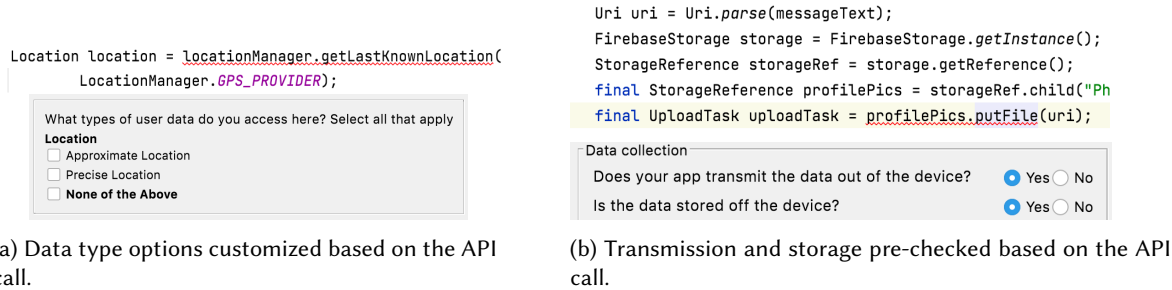 Location location = locationManager.getLastKnownLocation(
LocationManager.GPS_PROVIDER);
What types of user data do you access here? Select all that apply
Location
Approximate Location
Precise Location
None of the Above
a) Data type options customized based on the API
call.
Uri uri = Uri.parse(messageText);
FirebaseStorage storage = FirebaseStorage.getInstance();
StorageReference storageRef = storage.getReference();
final StorageReference profilePics = storageRef.child("Ph
final UploadTask uploadTask = profilePics.putFile(uri);
Data collection
Does your app transmit the data out of the device? Yes No
Is the data stored off the device? Yes No
(b) Transmission and storage pre-checked based on the API
call.